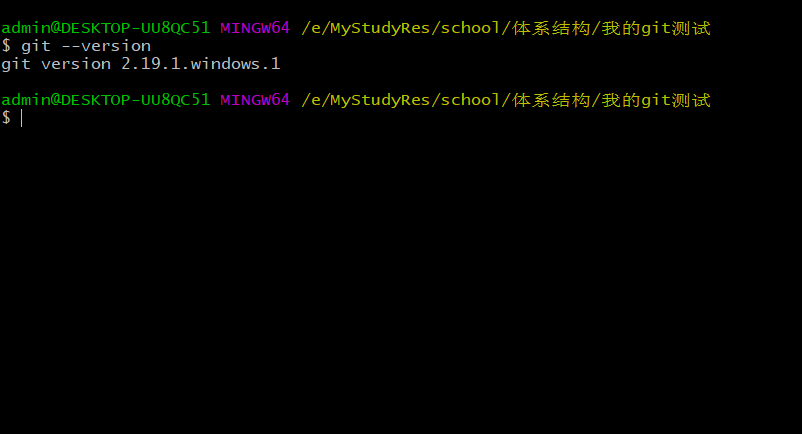 admin@DESKTOP-UU8QC51 MINGW64 /e/MyStudyRes/school/体系结构/我的git测试
$ git --version
git version 2.19.1.windows.1
admin@DESKTOP-UU8QC51 MINGW64 /e/MyStudyRes/school/体系结构/我的git测试
$